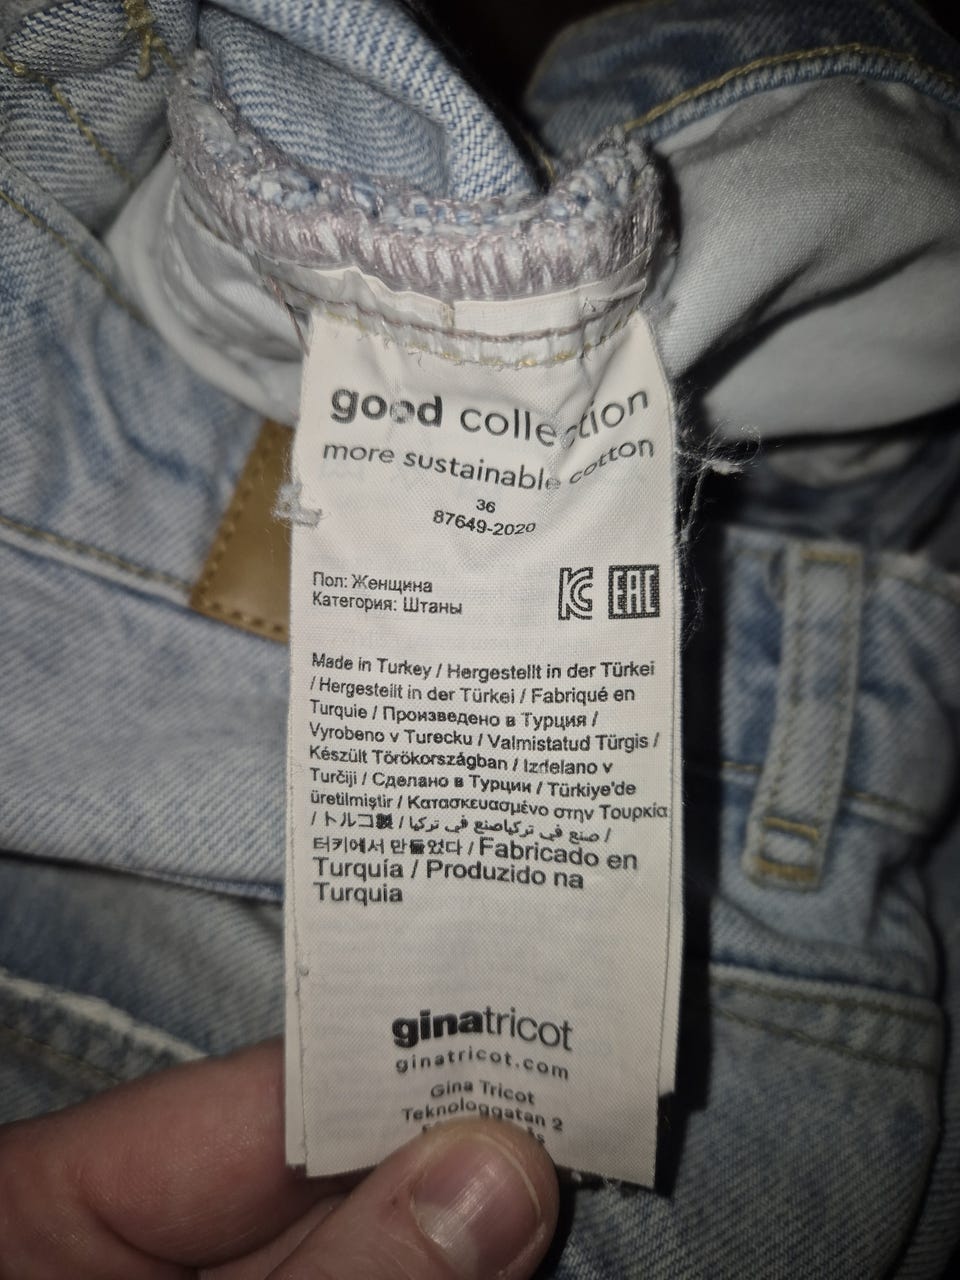 good collection
more sustainable cotton
36
87649-2020
Пол: Женщина
Категория: Штаны
EAC
Made in Turkey / Hergestellt in der Türkei
/ Hergestellt in der Türkei / Fabriqué en
Turquie / Произведено в Турция /
Vyrobeno v Turecku / Valmistatud Türgis /
Készült Törökországban / Izdelano v
Turčiji / Сделано в Турции / Türkiye'de
üretilmiştir / Κατασκευασμένο στην Τουρκία
/ トルコ製 / صنع في تركياصنع في تركيا /
터키에서 만들었다 / Fabricado en
Turquía / Produzido na
Turquia
ginatricot
ginatricot.com
Gina Tricot
Teknologgatan 2